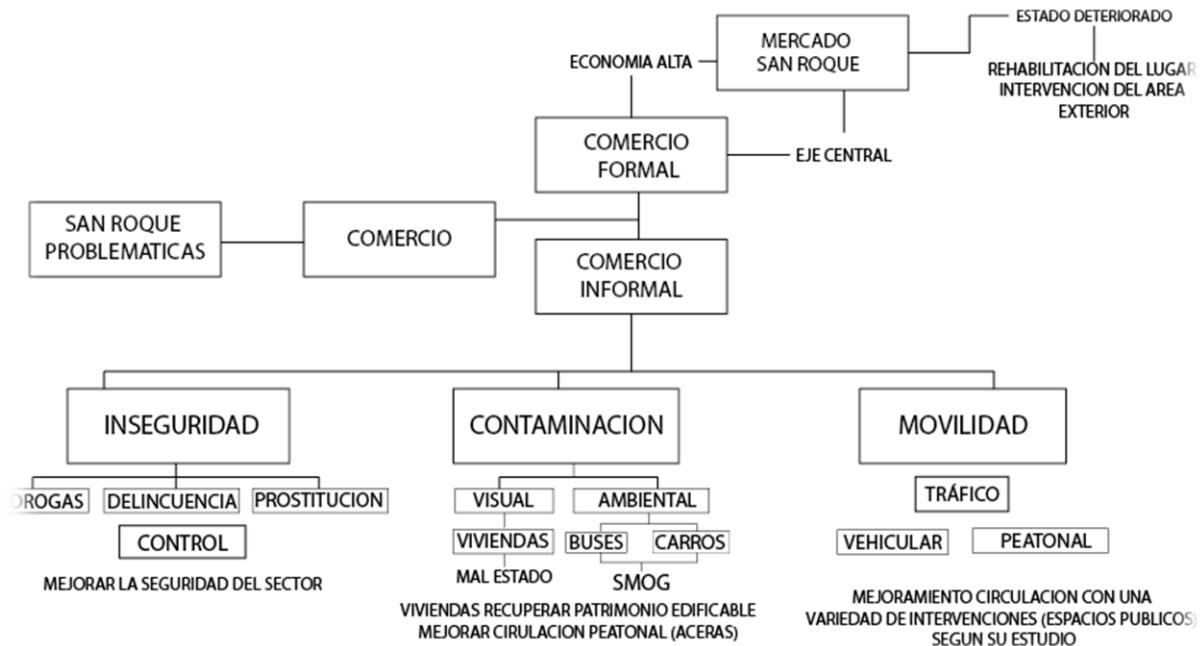 ESTADO DETERIORADO
MERCADO
SAN ROQUE
ECONOMIA ALTA
REHABILITACION DEL LUGAR
INTERVENCION DEL AREA
EXTERIOR
COMERCIO
FORMAL
EJE CENTRAL
SAN ROQUE
PROBLEMATICAS
COMERCIO
COMERCIO
INFORMAL
INSEGURIDAD
CONTAMINACION
MOVILIDAD
DROGAS
DELINCUENCIA
PROSTITUCION
VISUAL
AMBIENTAL
TRÁFICO
CONTROL
VIVIENDAS
BUSES
CARROS
VEHICULAR
PEATONAL
MEJORAR LA SEGURIDAD DEL SECTOR
MAL ESTADO
SMOG
VIVIENDAS RECUPERAR PATRIMONIO EDIFICABLE
MEJORAR CIRULACION PEATONAL (ACERAS)
MEJORAMIENTO CIRCULACION CON UNA
VARIEDAD DE INTERVENCIONES (ESPACIOS PUBLICOS)
SEGUN SU ESTUDIO